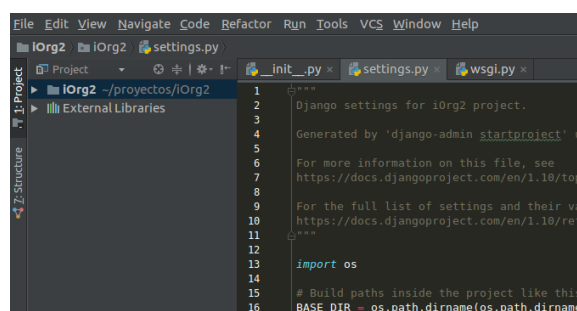 File Edit View Navigate Code Refactor Run Tools VCS Window Help
iOrg2 iOrg2 settings.py
1: Project
Project
__init__.py × settings.py × wsgi.py ×
iOrg2 ~/proyectos/iOrg2
External Libraries
Z: Structure
1 """
2 Django settings for iOrg2 project.
3
4 Generated by 'django-admin startproject'
5
6 For more information on this file, see
7 https://docs.djangoproject.com/en/1.10/top
8
9 For the full list of settings and their va
10 https://docs.djangoproject.com/en/1.10/re
11 """
12
13 import os
14
15 # Build paths inside the project like this
16 BASE_DIR = os.path.dirname(os.path.dirname